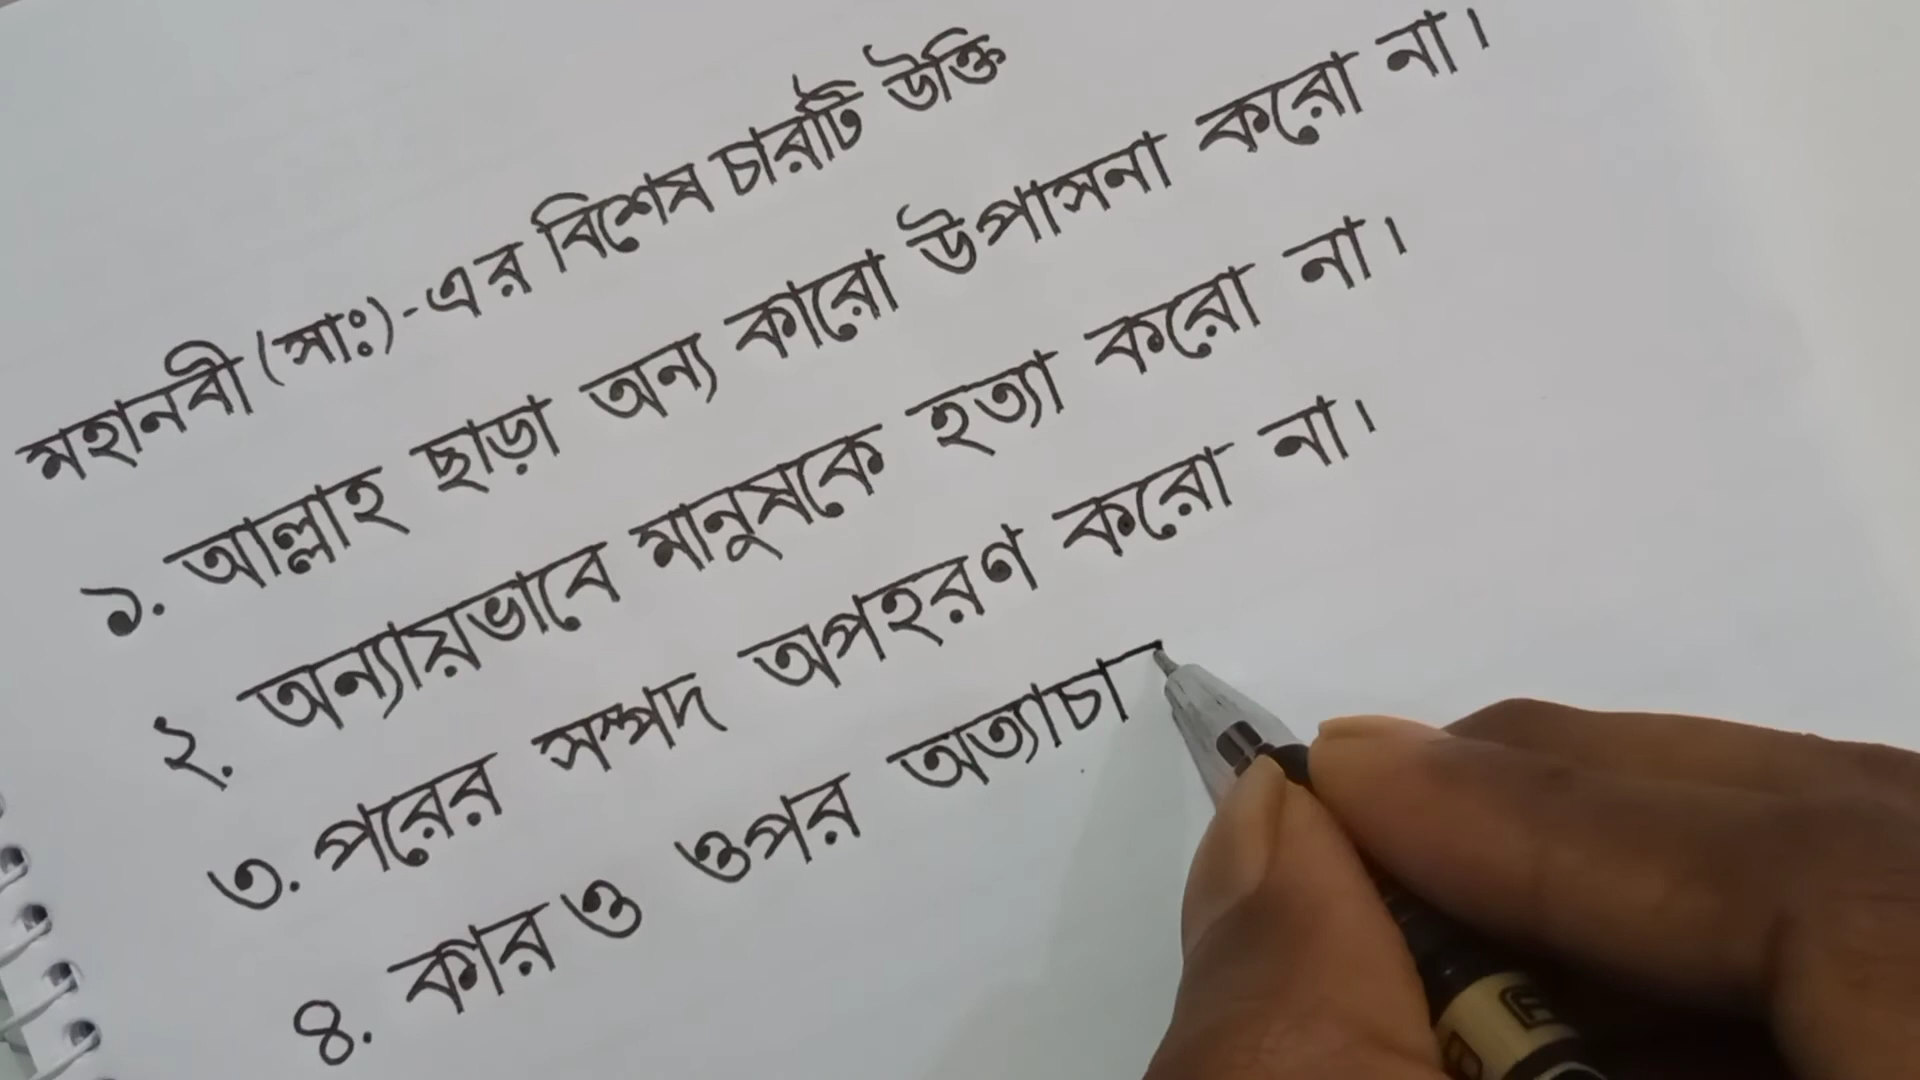 মহানবী (সাঃ)-এর বিশেষ চারটি উক্তি
১. আল্লাহ ছাড়া অন্য কারো উপাসনা করো না।
২. অন্যায়ভাবে মানুষকে হত্যা করো না।
৩. পরের সম্পদ অপহরণ করো না।
৪. কারও ওপর অত্যাচা